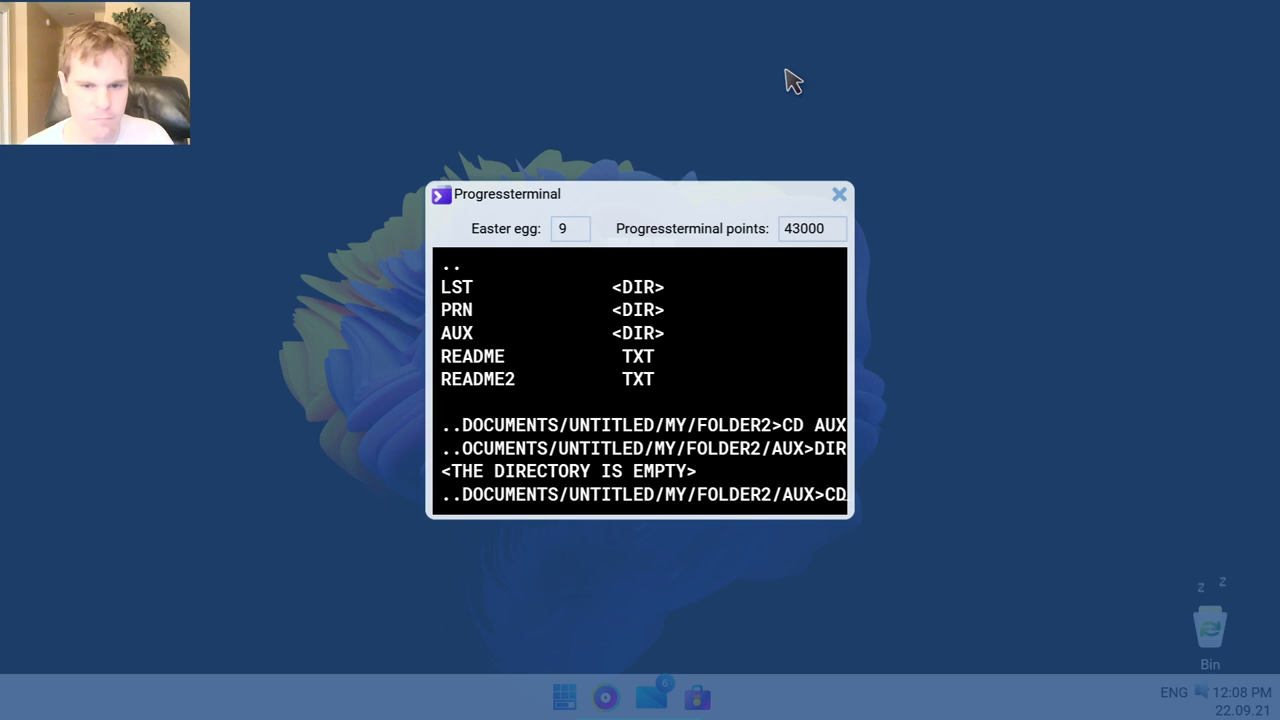 Progressterminal
Easter egg: 9 Progressterminal points: 43000
..
LST <DIR>
PRN <DIR>
AUX <DIR>
README TXT
README2 TXT
..DOCUMENTS/UNTITLED/MY/FOLDER2>CD AUX
..OCUMENTS/UNTITLED/MY/FOLDER2/AUX>DIR
<THE DIRECTORY IS EMPTY>
..DOCUMENTS/UNTITLED/MY/FOLDER2/AUX>CD
z z
Bin
6
ENG 12:08 PM
22.09.21